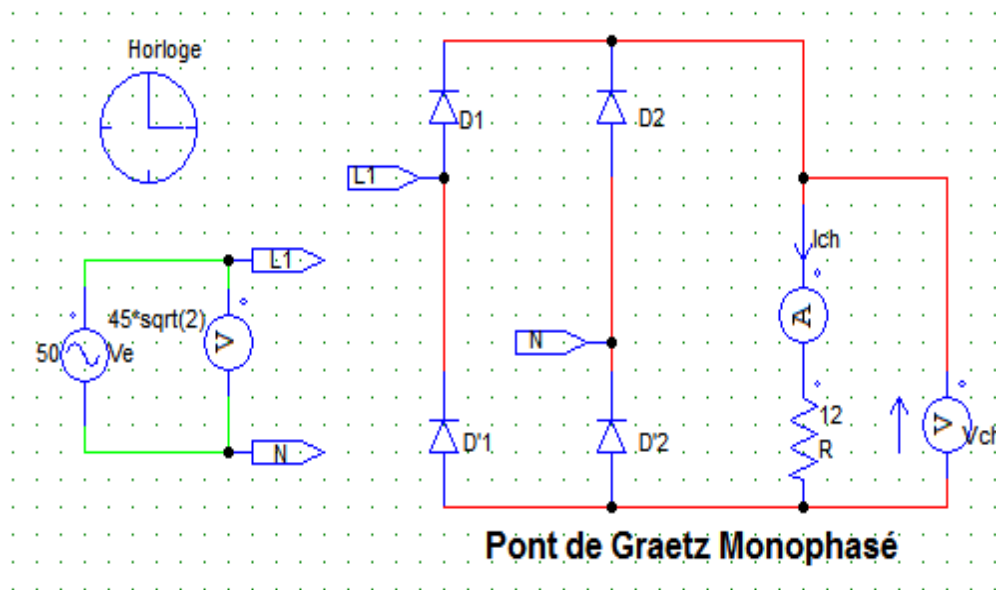 Horloge
D1
D2
L1
Ich
L1
45*sqrt(2)
V
A
50
Ve
N
N
12
D'1
D'2
R
V
Vch
Pont de Graetz Monophasé